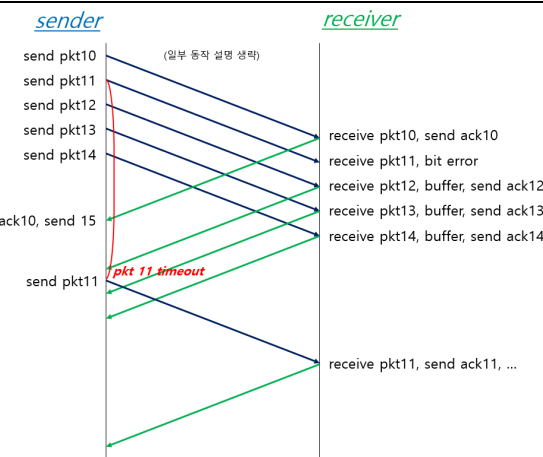 sender
receiver
send pkt10
(일부 동작 설명 생략)
send pkt11
send pkt12
send pkt13
send pkt14
receive pkt10, send ack10
receive pkt11, bit error
receive pkt12, buffer, send ack12
receive pkt13, buffer, send ack13
receive pkt14, buffer, send ack14
ack10, send 15
pkt 11 timeout
send pkt11
receive pkt11, send ack11, ...